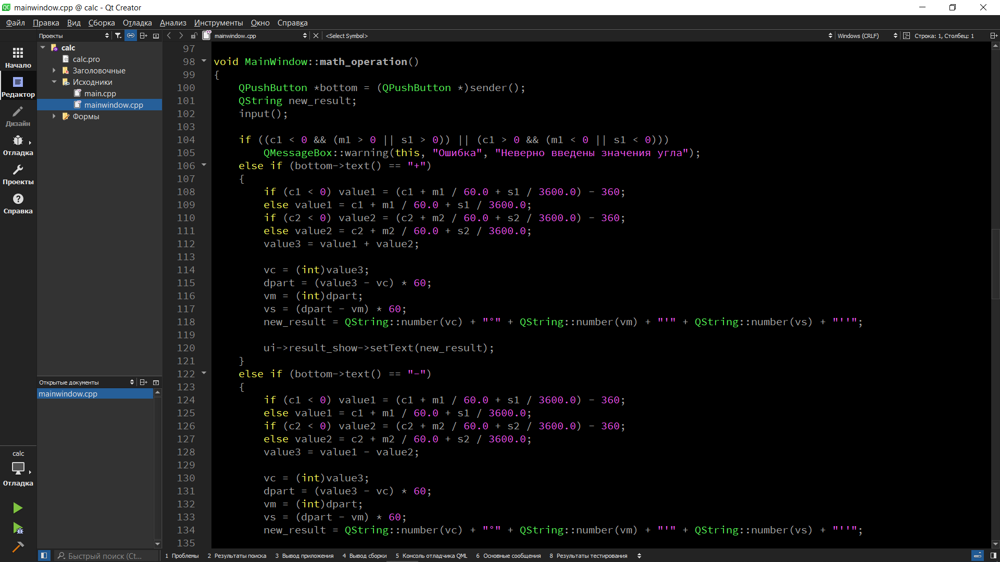 mainwindow.cpp @ calc - Qt Creator
Файл Правка Вид Сборка Отладка Анализ Инструменты Окно Справка
Проекты
mainwindow.cpp
<Select Symbol>
Windows (CRLF)
Строка: 1, Столбец: 1
Начало
Редактор
Дизайн
Отладка
Проекты
Справка
calc
calc.pro
Заголовочные
Исходники
main.cpp
mainwindow.cpp
Формы
Открытые документы
mainwindow.cpp
calc
Отладка
97
98 void MainWindow::math_operation()
99 {
100 QPushButton *bottom = (QPushButton *)sender();
101 QString new_result;
102 input();
103
104 if ((c1 < 0 && (m1 > 0 || s1 > 0)) || (c1 > 0 && (m1 < 0 || s1 < 0)))
105 QMessageBox::warning(this, "Ошибка", "Неверно введены значения угла");
106 else if (bottom->text() == "+")
107 {
108 if (c1 < 0) value1 = (c1 + m1 / 60.0 + s1 / 3600.0) - 360;
109 else value1 = c1 + m1 / 60.0 + s1 / 3600.0;
110 if (c2 < 0) value2 = (c2 + m2 / 60.0 + s2 / 3600.0) - 360;
111 else value2 = c2 + m2 / 60.0 + s2 / 3600.0;
112 value3 = value1 + value2;
113
114 vc = (int)value3;
115 dpart = (value3 - vc) * 60;
116 vm = (int)dpart;
117 vs = (dpart - vm) * 60;
118 new_result = QString::number(vc) + "°" + QString::number(vm) + "'" + QString::number(vs) + "''";
119
120 ui->result_show->setText(new_result);
121 }
122 else if (bottom->text() == "-")
123 {
124 if (c1 < 0) value1 = (c1 + m1 / 60.0 + s1 / 3600.0) - 360;
125 else value1 = c1 + m1 / 60.0 + s1 / 3600.0;
126 if (c2 < 0) value2 = (c2 + m2 / 60.0 + s2 / 3600.0) - 360;
127 else value2 = c2 + m2 / 60.0 + s2 / 3600.0;
128 value3 = value1 - value2;
129
130 vc = (int)value3;
131 dpart = (value3 - vc) * 60;
132 vm = (int)dpart;
133 vs = (dpart - vm) * 60;
134 new_result = QString::number(vc) + "°" + QString::number(vm) + "'" + QString::number(vs) + "''";
135
Быстрый поиск (Ct...
1 Проблемы 2 Результаты поиска 3 Вывод приложения 4 Вывод сборки 5 Консоль отладчика QML 6 Основные сообщения 8 Результаты тестирования